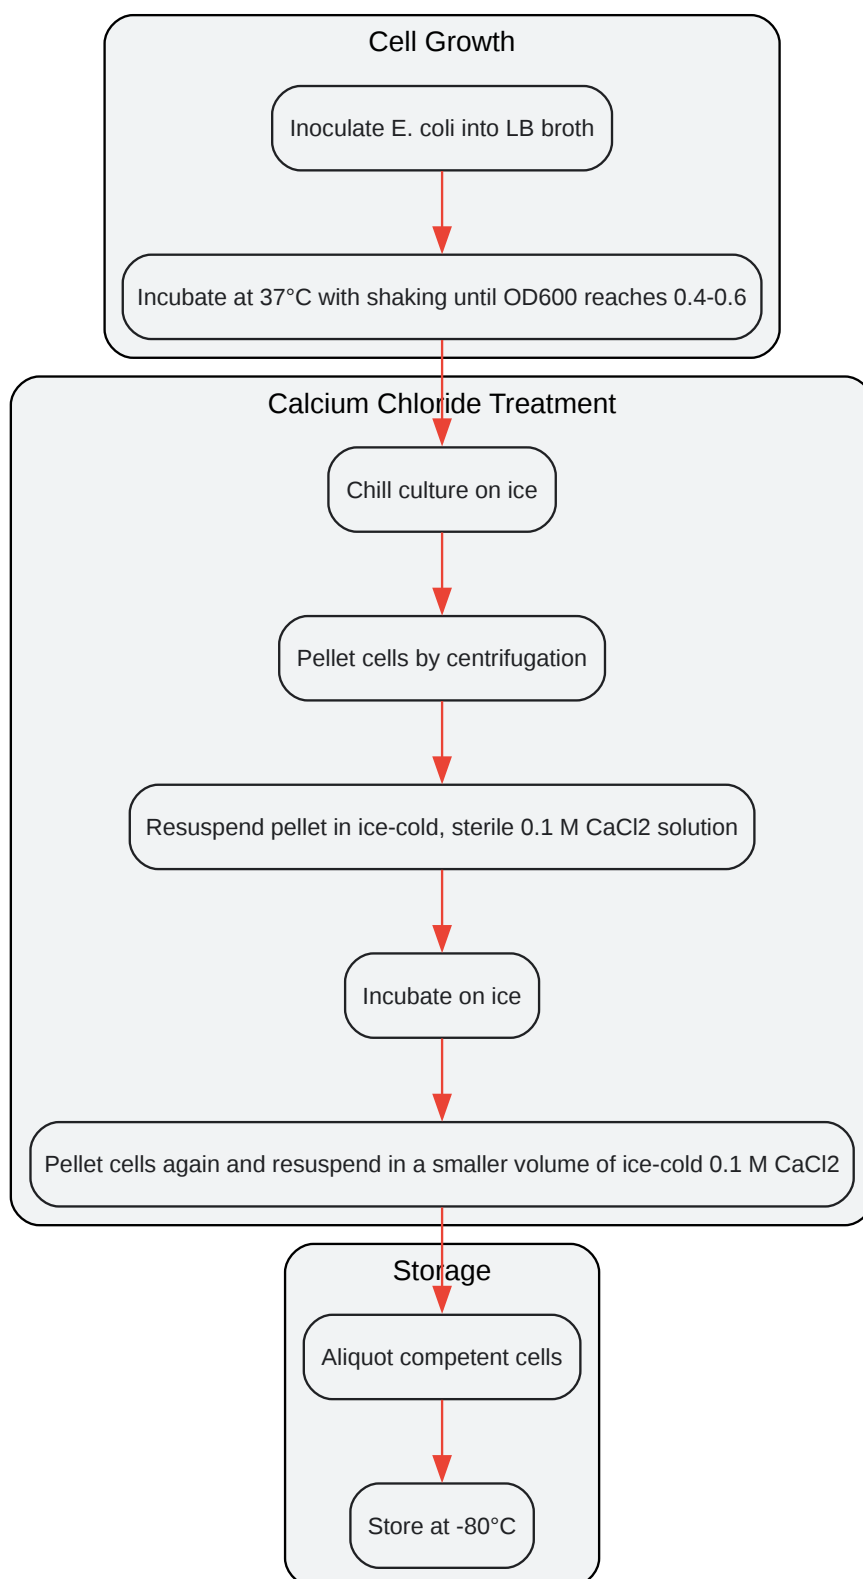 Cell Growth
Inoculate E. coli into LB broth
Incubate at 37°C with shaking until OD600 reaches 0.4-0.6
Calcium Chloride Treatment
Chill culture on ice
Pellet cells by centrifugation
Resuspend pellet in ice-cold, sterile 0.1 M CaCl2 solution
Incubate on ice
Pellet cells again and resuspend in a smaller volume of ice-cold 0.1 M CaCl2
Storage
Aliquot competent cells
Store at -80°C